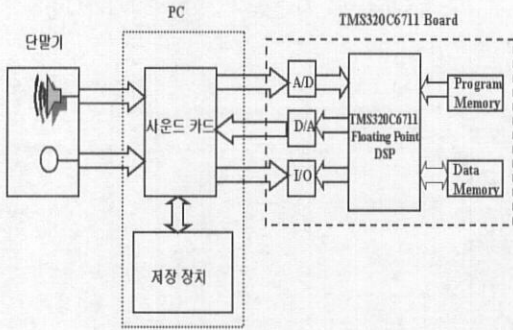 PC
TMS320C6711 Board
단말기
사운드 카드
저장 장치
A/D
D/A
I/O
TMS320C6711
Floating Point
DSP
Program
Memory
Data
Memory